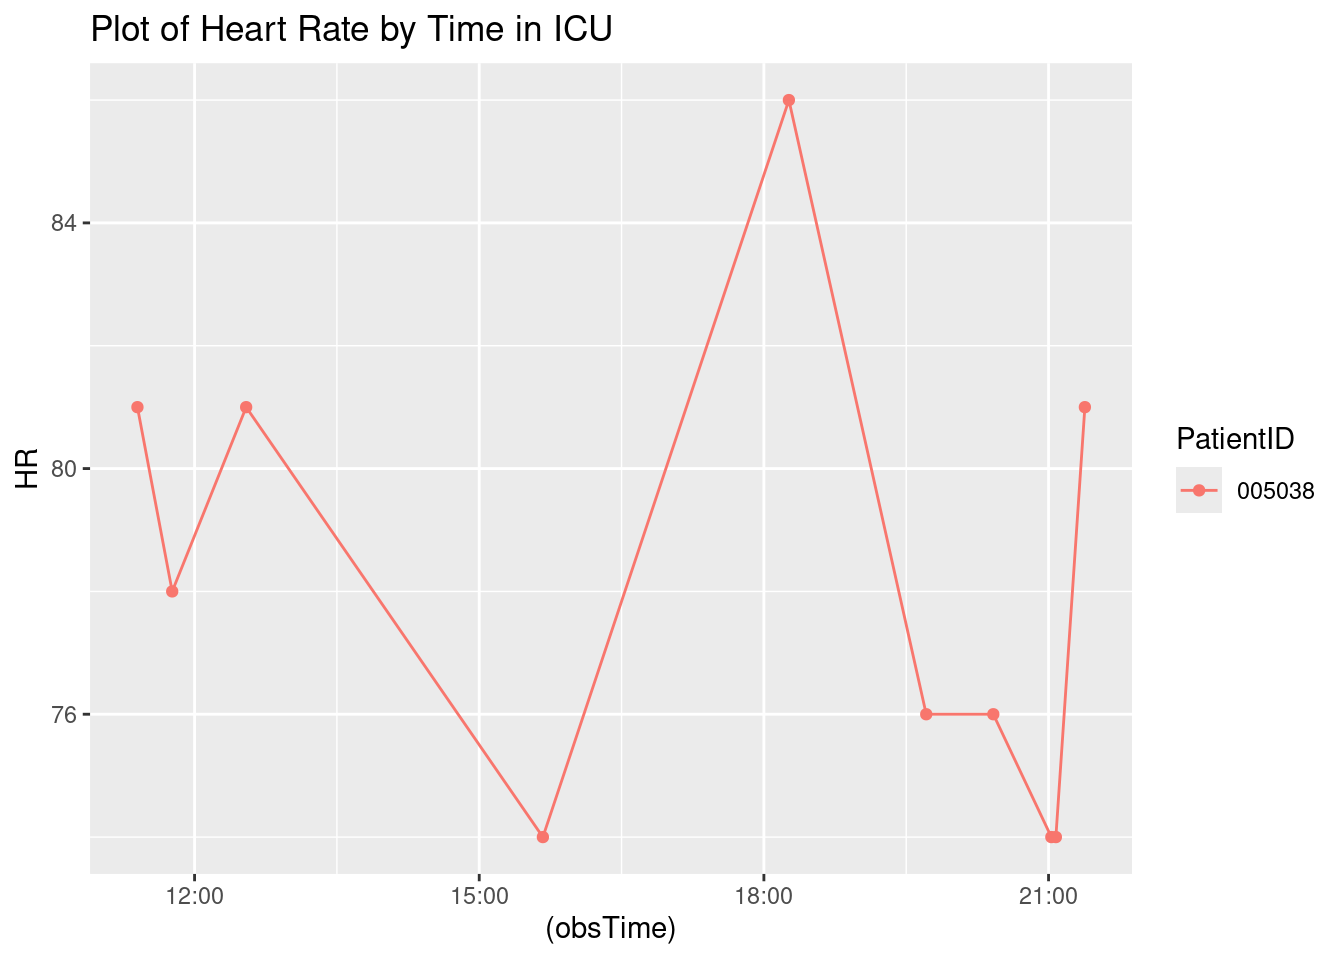 Plot of Heart Rate by Time in ICU
HR
84
80
76
12:00 15:00 18:00 21:00
(obsTime)
PatientID
005038